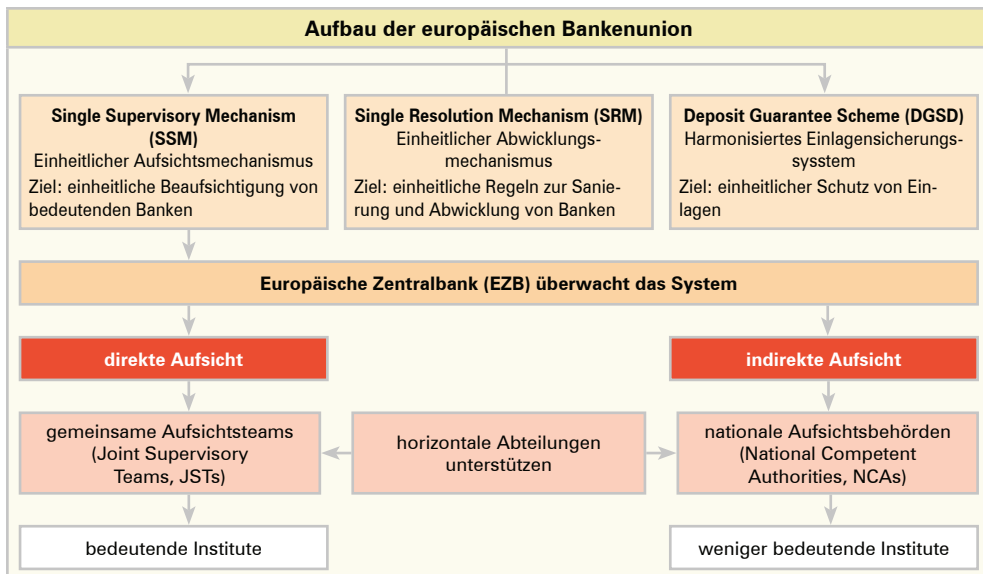 Aufbau der europäischen Bankenunion
Single Supervisory Mechanism
(SSM)
Einheitlicher Aufsichtsmechanismus
Ziel: einheitliche Beaufsichtigung von
bedeutenden Banken
Single Resolution Mechanism (SRM)
Einheitlicher Abwicklungs-
mechanismus
Ziel: einheitliche Regeln zur Sanie-
rung und Abwicklung von Banken
Deposit Guarantee Scheme (DGSD)
Harmonisiertes Einlagensicherungs-
sysstem
Ziel: einheitlicher Schutz von Ein-
lagen
Europäische Zentralbank (EZB) überwacht das System
direkte Aufsicht
indirekte Aufsicht
gemeinsame Aufsichtsteams
(Joint Supervisory
Teams, JSTs)
horizontale Abteilungen
unterstützen
nationale Aufsichtsbehörden
(National Competent
Authorities, NCAs)
bedeutende Institute
weniger bedeutende Institute